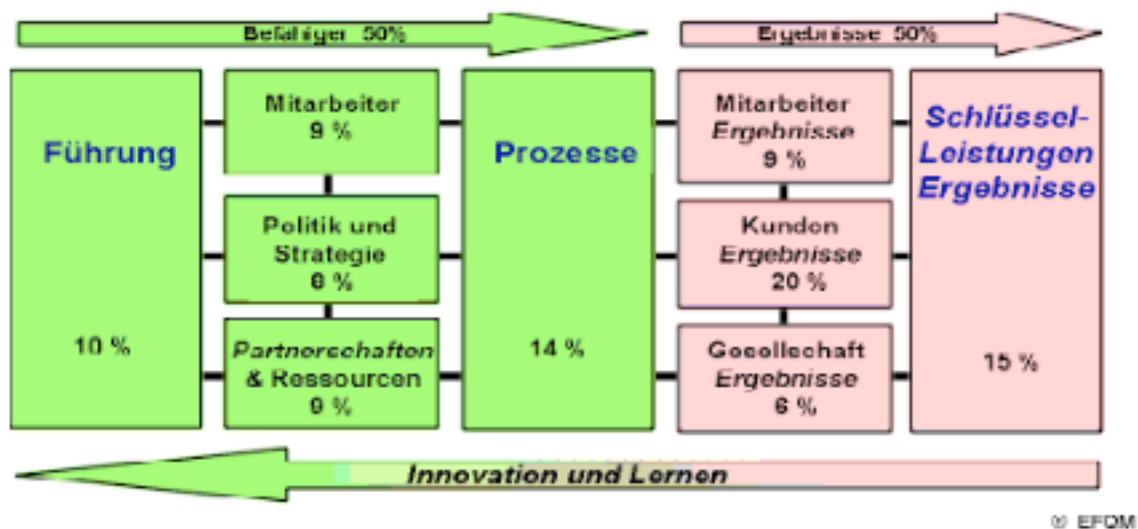 Befähiger 50%
Ergebnisse 50%
Führung
10 %
Mitarbeiter
9 %
Politik und
Strategie
8 %
Partnerschaften
& Ressourcen
9 %
Prozesse
14 %
Mitarbeiter
Ergebnisse
9 %
Kunden
Ergebnisse
20 %
Gesellschaft
Ergebnisse
6 %
Schlüssel-
Leistungen
Ergebnisse
15 %
Innovation und Lernen
© EFQM